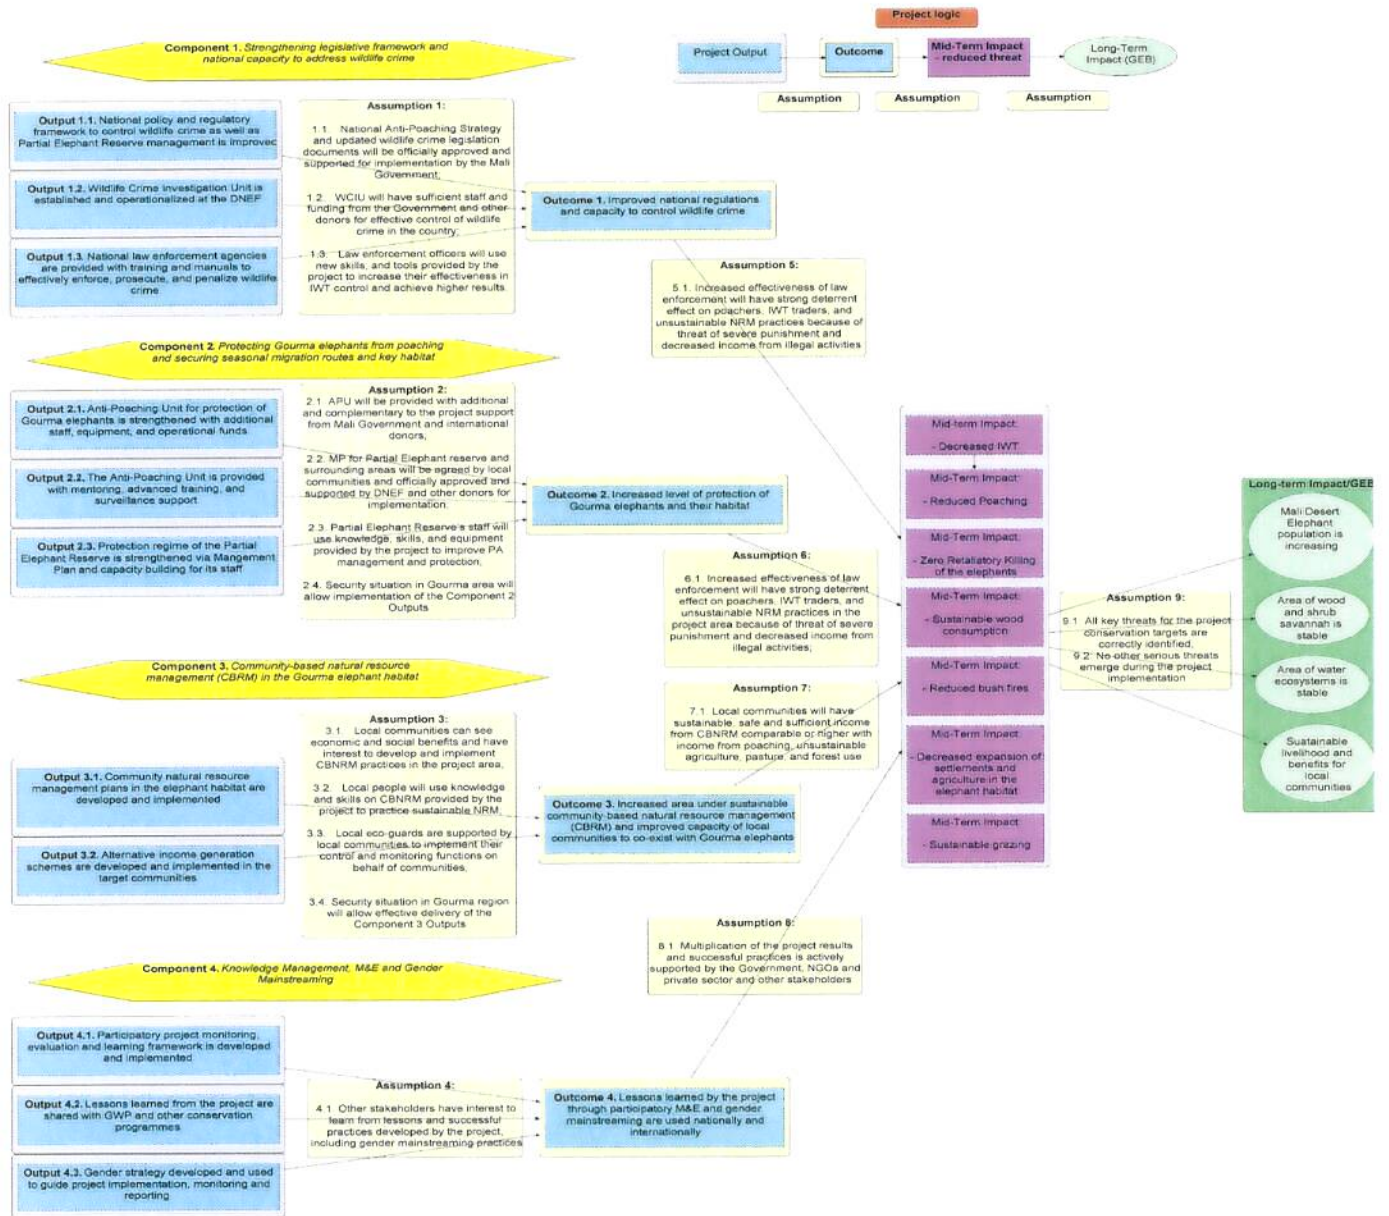 Project logic
Project Output
Outcome
Mid-Term Impact
- reduced threat
Long-Term
Impact (GEB)
Assumption
Assumption
Assumption
Component 1. Strengthening legislative framework and
national capacity to address wildlife crime
Output 1.1. National policy and regulatory
framework to control wildlife crime as well as
Partial Elephant Reserve management is improved
Output 1.2. Wildlife Crime Investigation Unit is
established and operationalized at the DNEF
Output 1.3. National law enforcement agencies
are provided with training and manuals to
effectively enforce, prosecute, and penalize wildlife
crime
Assumption 1:
1.1. National Anti-Poaching Strategy
and updated wildlife crime legislation
documents will be officially approved and
supported for implementation by the Mali
Government;
1.2. WCIU will have sufficient staff and
funding from the Government and other
donors for effective control of wildlife
crime in the country;
1.3. Law enforcement officers will use
new skills, and tools provided by the
project to increase their effectiveness in
IWT control and achieve higher results
Outcome 1. Improved national regulations
and capacity to control wildlife crime
Assumption 5:
5.1. Increased effectiveness of law
enforcement will have strong deterrent
effect on poachers, IWT traders, and
unsustainable NRM practices because of
threat of severe punishment and
decreased income from illegal activities
Component 2. Protecting Gourma elephants from poaching
and securing seasonal migration routes and key habitat
Output 2.1. Anti-Poaching Unit for protection of
Gourma elephants is strengthened with additional
staff, equipment, and operational funds
Output 2.2. The Anti-Poaching Unit is provided
with mentoring, advanced training, and
surveillance support
Output 2.3. Protection regime of the Partial
Elephant Reserve is strengthened via Mangement
Plan and capacity building for its staff
Assumption 2:
2.1 APU will be provided with additional
and complementary to the project support
from Mali Government and international
donors;
2.2. MP for Partial Elephant reserve and
surrounding areas will be agreed by local
communities and officially approved and
supported by DNEF and other donors for
implementation;
2.3. Partial Elephant Reserve's staff will
use knowledge, skills, and equipment
provided by the project to improve PA
management and protection;
2.4. Security situation in Gourma area will
allow implementation of the Component 2
Outputs
Outcome 2. Increased level of protection of
Gourma elephants and their habitat
Assumption 6:
6.1. Increased effectiveness of law
enforcement will have strong deterrent
effect on poachers, IWT traders, and
unsustainable NRM practices in the
project area because of threat of severe
punishment and decreased income from
illegal activities;
Component 3. Community-based natural resource
management (CBRM) in the Gourma elephant habitat
Output 3.1. Community natural resource
management plans in the elephant habitat are
developed and implemented
Output 3.2. Alternative income generation
schemes are developed and implemented in the
target communities
Assumption 3:
3.1. Local communities can see
economic and social benefits and have
interest to develop and implement
CBNRM practices in the project area;
3.2. Local people will use knowledge
and skills on CBNRM provided by the
project to practice sustainable NRM;
3.3. Local eco-guards are supported by
local communities to implement their
control and monitoring functions on
behalf of communities;
3.4. Security situation in Gourma region
will allow effective delivery of the
Component 3 Outputs
Assumption 7:
7.1 Local communities will have
sustainable, safe and sufficient income
from CBNRM comparable or higher with
income from poaching, unsustainable
agriculture, pasture, and forest use
Outcome 3. Increased area under sustainable
community-based natural resource management
(CBRM) and improved capacity of local
communities to co-exist with Gourma elephants
Assumption 8:
8.1 Multiplication of the project results
and successful practices is actively
supported by the Government, NGOs and
private sector and other stakeholders
Component 4. Knowledge Management, M&E and Gender
Mainstreaming
Output 4.1. Participatory project monitoring,
evaluation and learning framework is developed
and implemented
Output 4.2. Lessons learned from the project are
shared with GWP and other conservation
programmes
Output 4.3. Gender strategy developed and used
to guide project implementation, monitoring and
reporting
Assumption 4:
4.1 Other stakeholders have interest to
learn from lessons and successful
practices developed by the project,
including gender mainstreaming practices
Outcome 4. Lessons learned by the project
through participatory M&E and gender
mainstreaming are used nationally and
internationally
Mid-term Impact:
- Decreased IWT
Mid-Term Impact:
- Reduced Poaching
Mid-Term Impact:
- Zero Retaliatory Killing
of the elephants
Mid-Term Impact:
- Sustainable wood
consumption
Mid-Term Impact:
- Reduced bush fires
Mid-Term Impact:
- Decreased expansion of
settlements and
agriculture in the
elephant habitat
Mid-Term Impact:
- Sustainable grazing
Assumption 9:
9.1 All key threats for the project
conservation targets are
correctly identified;
9.2. No other serious threats
emerge during the project
implementation
Long-term Impact/GEB
Mali Desert
Elephant
population is
increasing
Area of wood
and shrub
savannah is
stable
Area of water
ecosystems is
stable
Sustainable
livelihood and
benefits for
local
communities